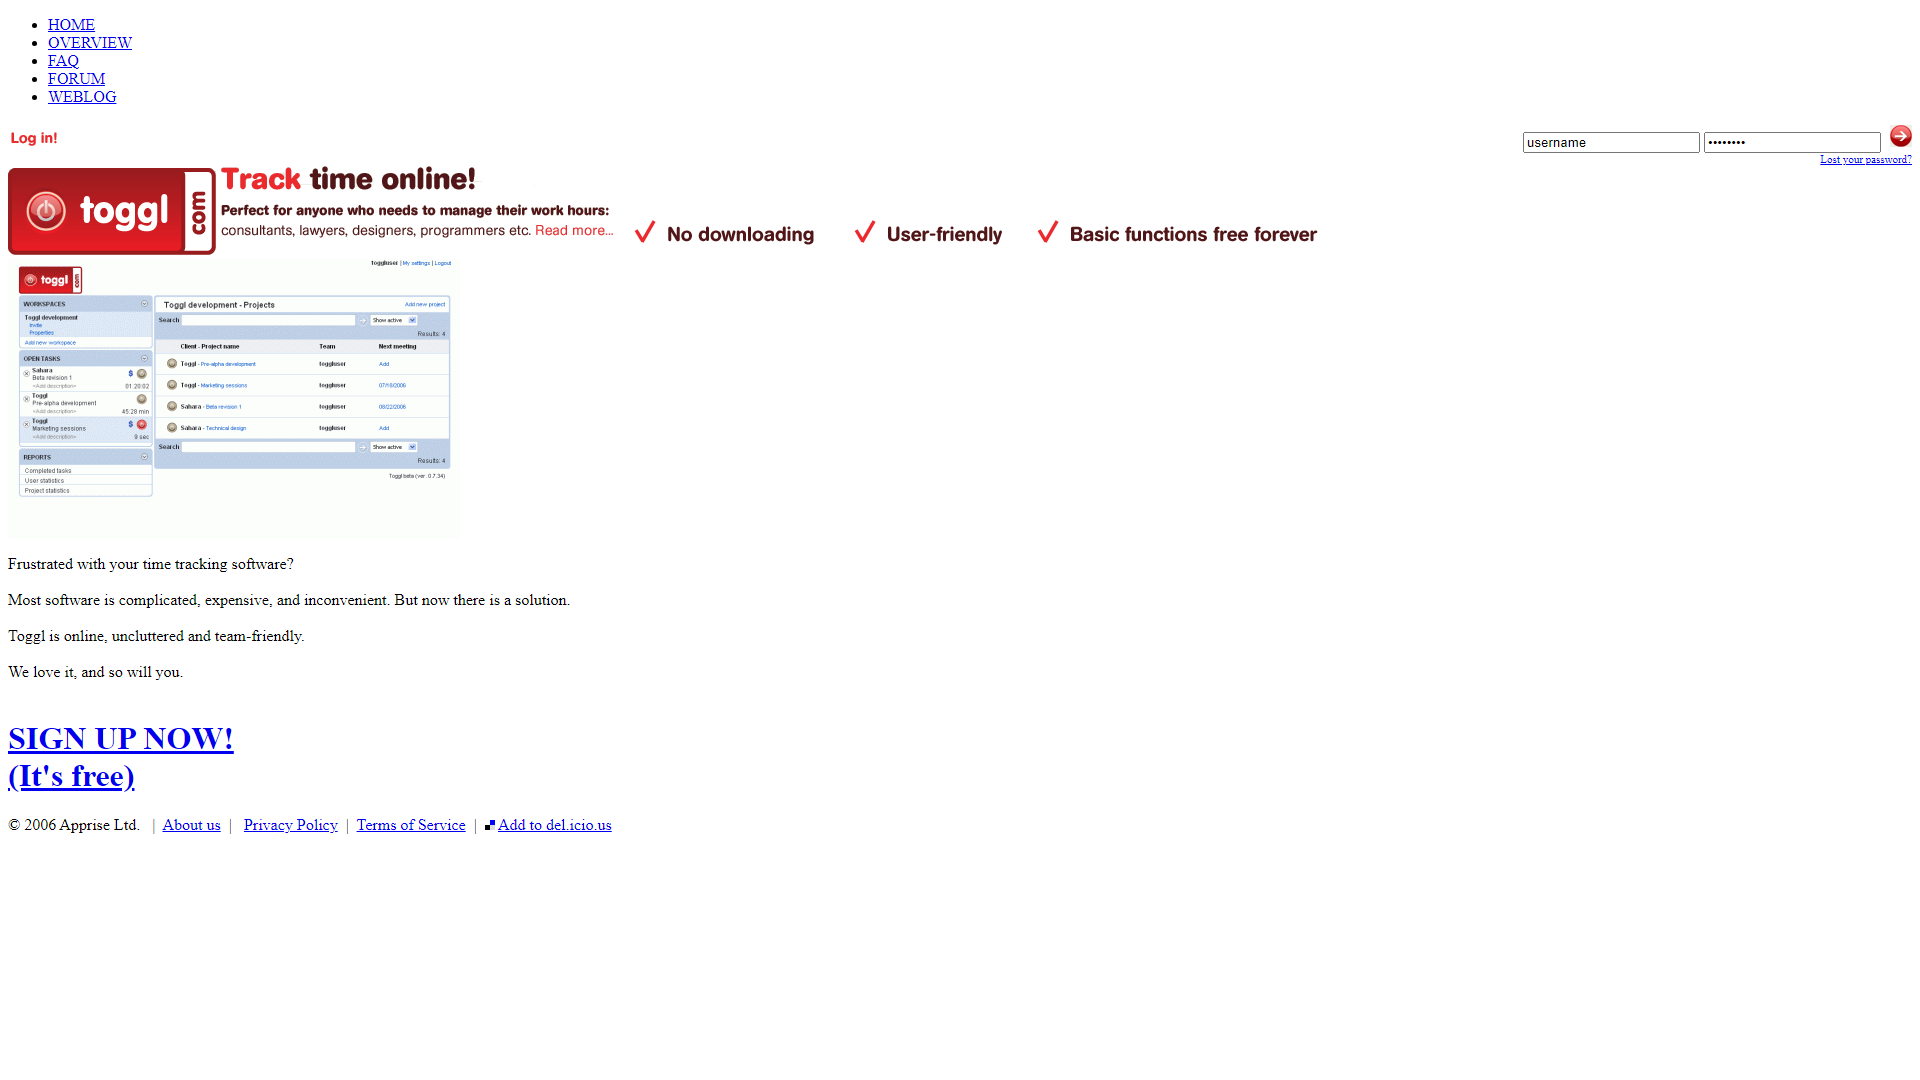 HOME
OVERVIEW
FAQ
FORUM
WEBLOG
Log in!
username
••••••••
Lost your password?
toggl com
Track time online!
Perfect for anyone who needs to manage their work hours:
consultants, lawyers, designers, programmers etc. Read more...
No downloading
User-friendly
Basic functions free forever
toggluser | My settings | Logout
toggl com
WORKSPACES
Toggl development
Invite
Properties
Add new workspace
OPEN TASKS
Sahara
Beta revision 1 $
<Add description> 01:20:02
Toggl
Pre-alpha development
<Add description> 45:28 min
Toggl
Marketing sessions $
<Add description> 9 sec
REPORTS
Completed tasks
User statistics
Project statistics
Toggl development - Projects Add new project
Search Show active
Results: 4
Client - Project name Team Next meeting
Toggl - Pre-alpha development toggluser Add
Toggl - Marketing sessions toggluser 07/10/2006
Sahara - Beta revision 1 toggluser 06/22/2006
Sahara - Technical design toggluser Add
Search Show active
Results: 4
Toggl beta (ver. 0.7.34)
Frustrated with your time tracking software?
Most software is complicated, expensive, and inconvenient. But now there is a solution.
Toggl is online, uncluttered and team-friendly.
We love it, and so will you.
SIGN UP NOW!
(It's free)
© 2006 Apprise Ltd. | About us | Privacy Policy | Terms of Service | Add to del.icio.us